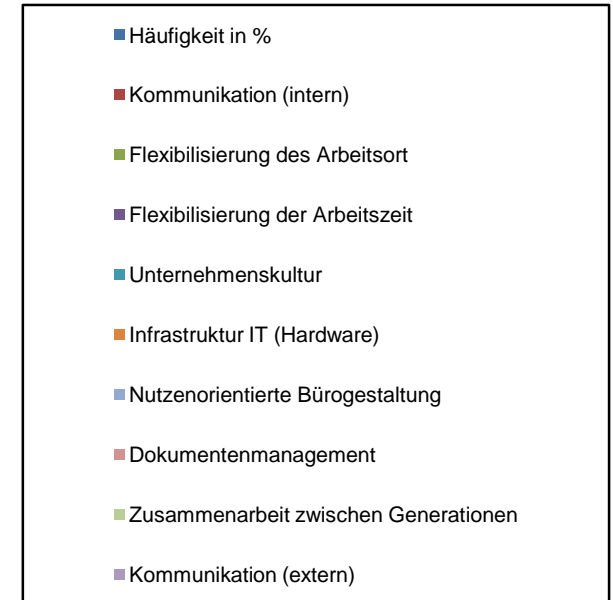 Häufigkeit in %
Kommunikation (intern)
Flexibilisierung des Arbeitsort
Flexibilisierung der Arbeitszeit
Unternehmenskultur
Infrastruktur IT (Hardware)
Nutzenorientierte Bürogestaltung
Dokumentenmanagement
Zusammenarbeit zwischen Generationen
Kommunikation (extern)